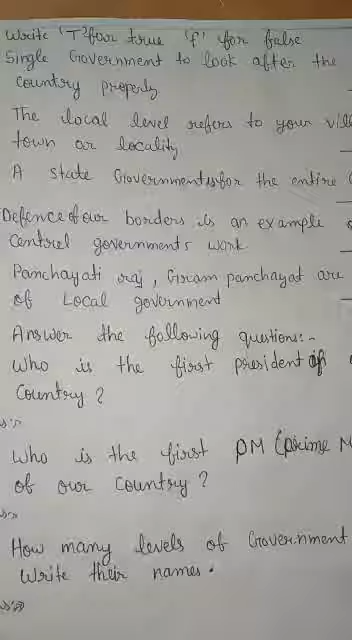 Write 'T' for true 'f' for false
Single Government to look after the
country properly
The local level refers to your vill
town or locality
A state Government is for the entire
Defence of our borders is an example
Centrel governments work
Panchayati raj, Giram panchayat are
of Local government
Answer the following questions:-
Who is the first president of
Country?
Who is the first PM (prime M
of our country?
How many levels of Government
Write their names.